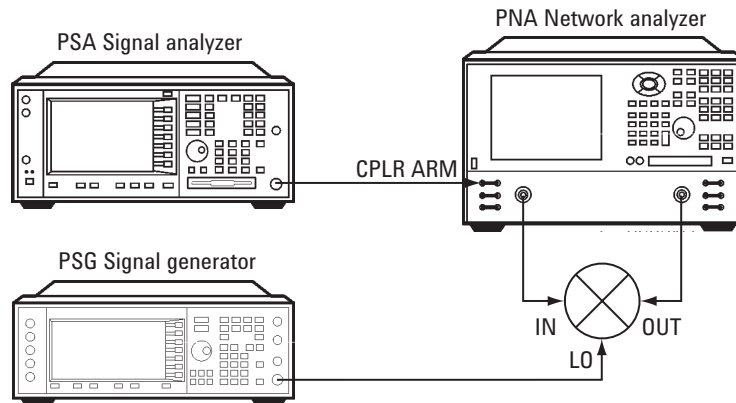 PNA Network analyzer
PSA Signal analyzer
CPLR ARM
PSG Signal generator
IN
OUT
LO